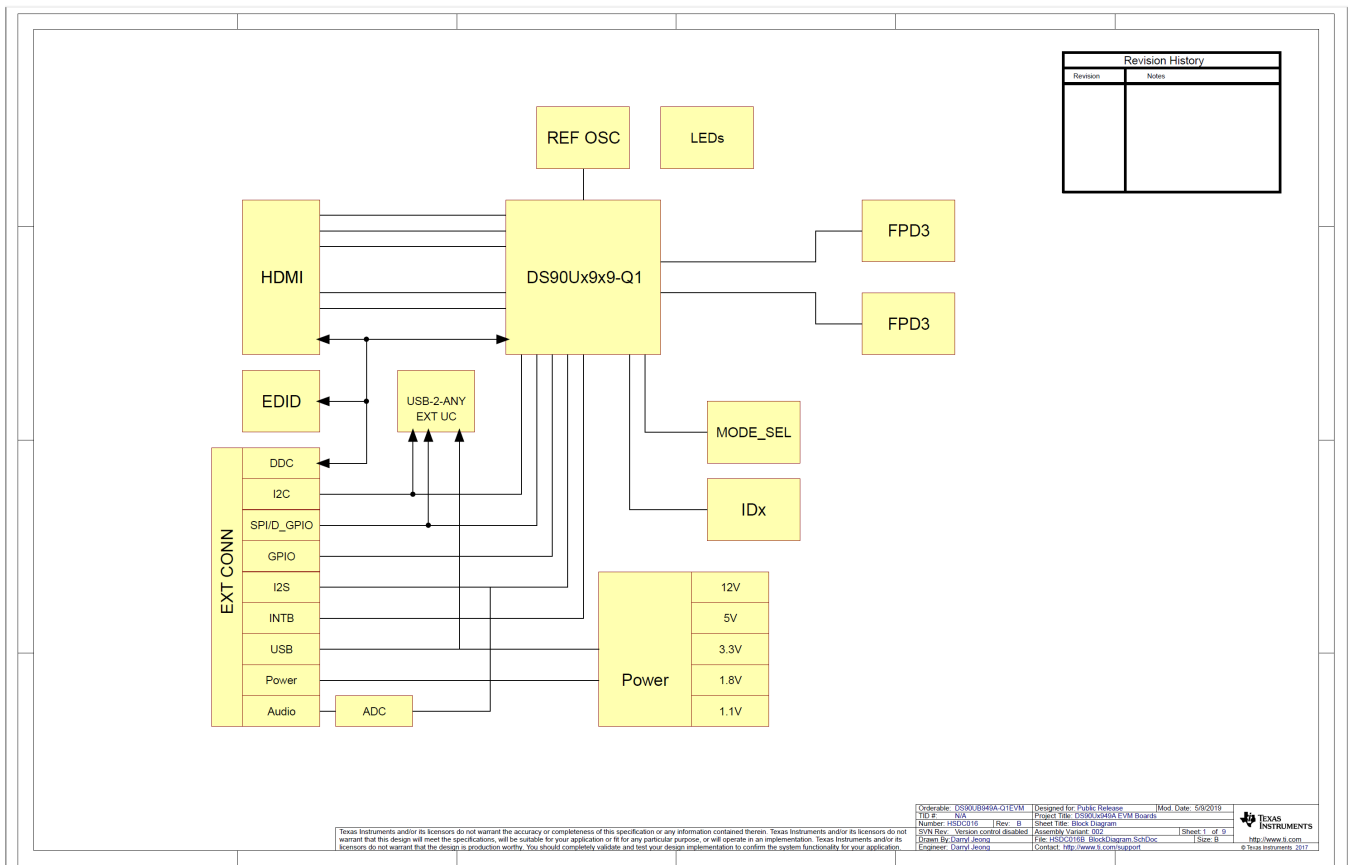 Revision History
Revision Notes
REF OSC
LEDs
HDMI
DS90Ux9x9-Q1
FPD3
FPD3
EDID
USB-2-ANY
EXT UC
MODE_SEL
IDx
EXT CONN
DDC
I2C
SPI/D_GPIO
GPIO
I2S
INTB
USB
Power
Audio
ADC
Power
12V
5V
3.3V
1.8V
1.1V
Texas Instruments and/or its licensors do not warrant the accuracy or completeness of this specification or any information contained therein. Texas Instruments and/or its licensors do not
warrant that this design will meet the specifications, will be suitable for your application or fit for any particular purpose, or will operate in an implementation. Texas Instruments and/or its
licensors do not warrant that the design is production worthy. You should completely validate and test your design implementation to confirm the system functionality for your application.
Orderable: DS90UB949A-Q1EVM Designed for: Public Release Mod. Date: 5/9/2019
TID #: N/A Project Title: DS90Ux949A EVM Boards
Number: HSDC016 Rev: B Sheet Title: Block Diagram
SVN Rev: Version control disabled Assembly Variant: 002 Sheet: 1 of 9
Drawn By: Darryl Jeong File: HSDC016B_BlockDiagram.SchDoc Size: B
Engineer: Darryl Jeong Contact: http://www.ti.com/support
TEXAS
INSTRUMENTS
http://www.ti.com
© Texas Instruments 2017